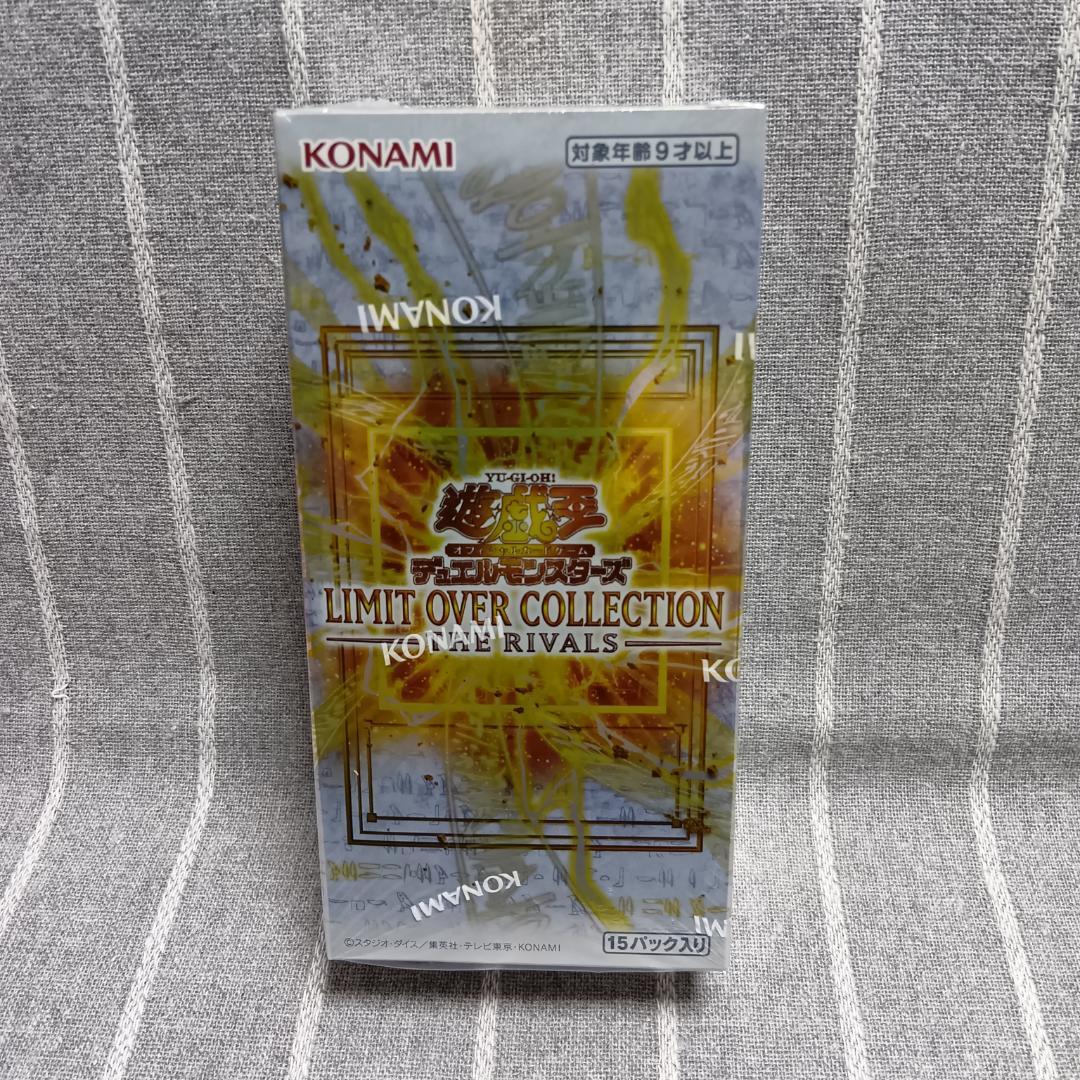 KONAMI
対象年齢9才以上
KONAMI
YU-GI-OH!
遊戯王
オフィシャルカードゲーム
デュエルモンスターズ
LIMIT OVER COLLECTION
THE RIVALS
KONAMI
KO
KONAMI
©スタジオ・ダイス／集英社・テレビ東京・KONAMI
15パック入り